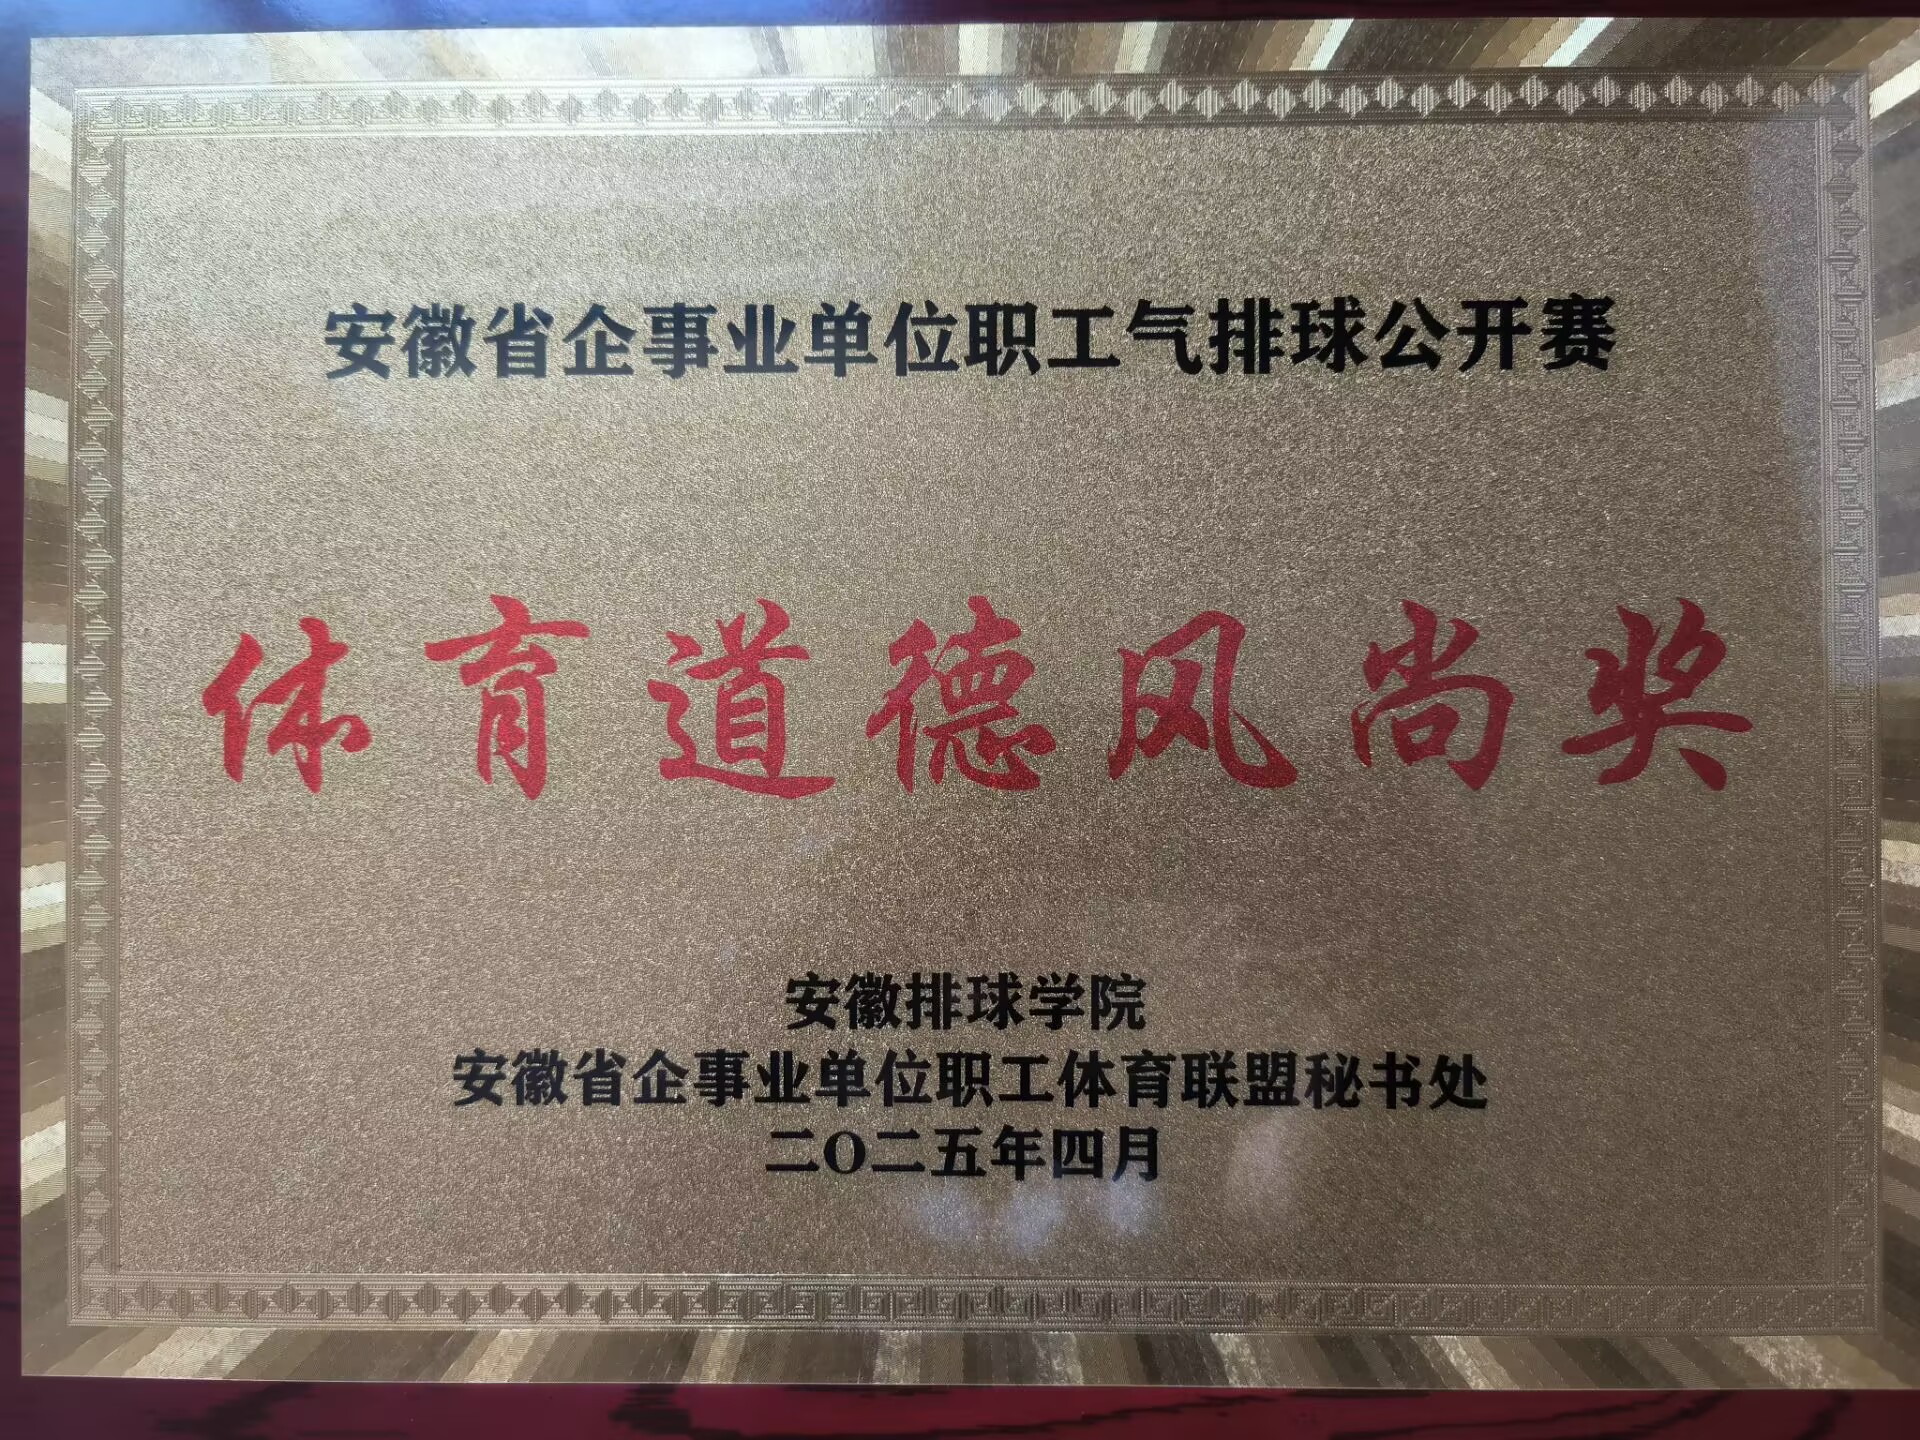 安徽省企事业单位职工气排球公开赛
体育道德风尚奖
安徽排球学院
安徽省企事业单位职工体育联盟秘书处
二O二五年四月